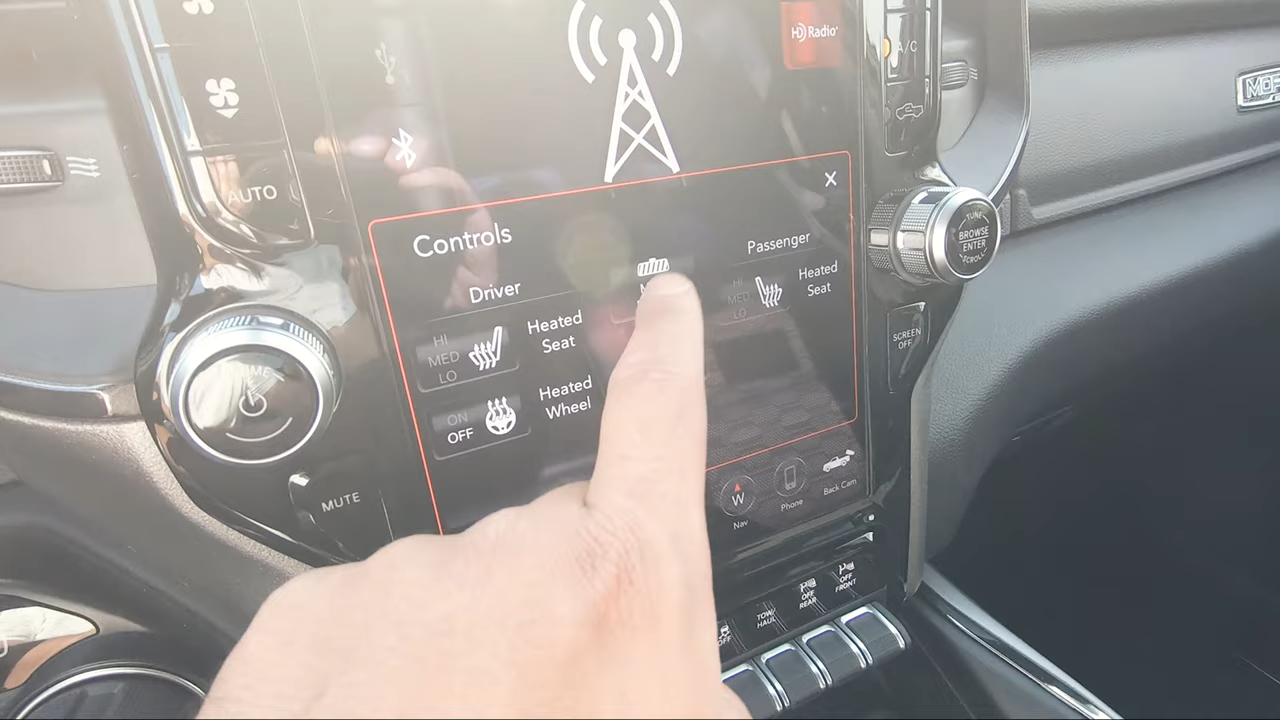 HD Radio
A/C
AUTO
Controls
Driver
Passenger
HI
MED
LO
Heated
Seat
HI
MED
LO
Heated
Seat
ON
OFF
Heated
Wheel
TUNE
BROWSE
ENTER
SCROLL
SCREEN
OFF
MUTE
W
Nav
Phone
Back Cam
OFF
TOW/
HAUL
OFF
REAR
OFF
FRONT